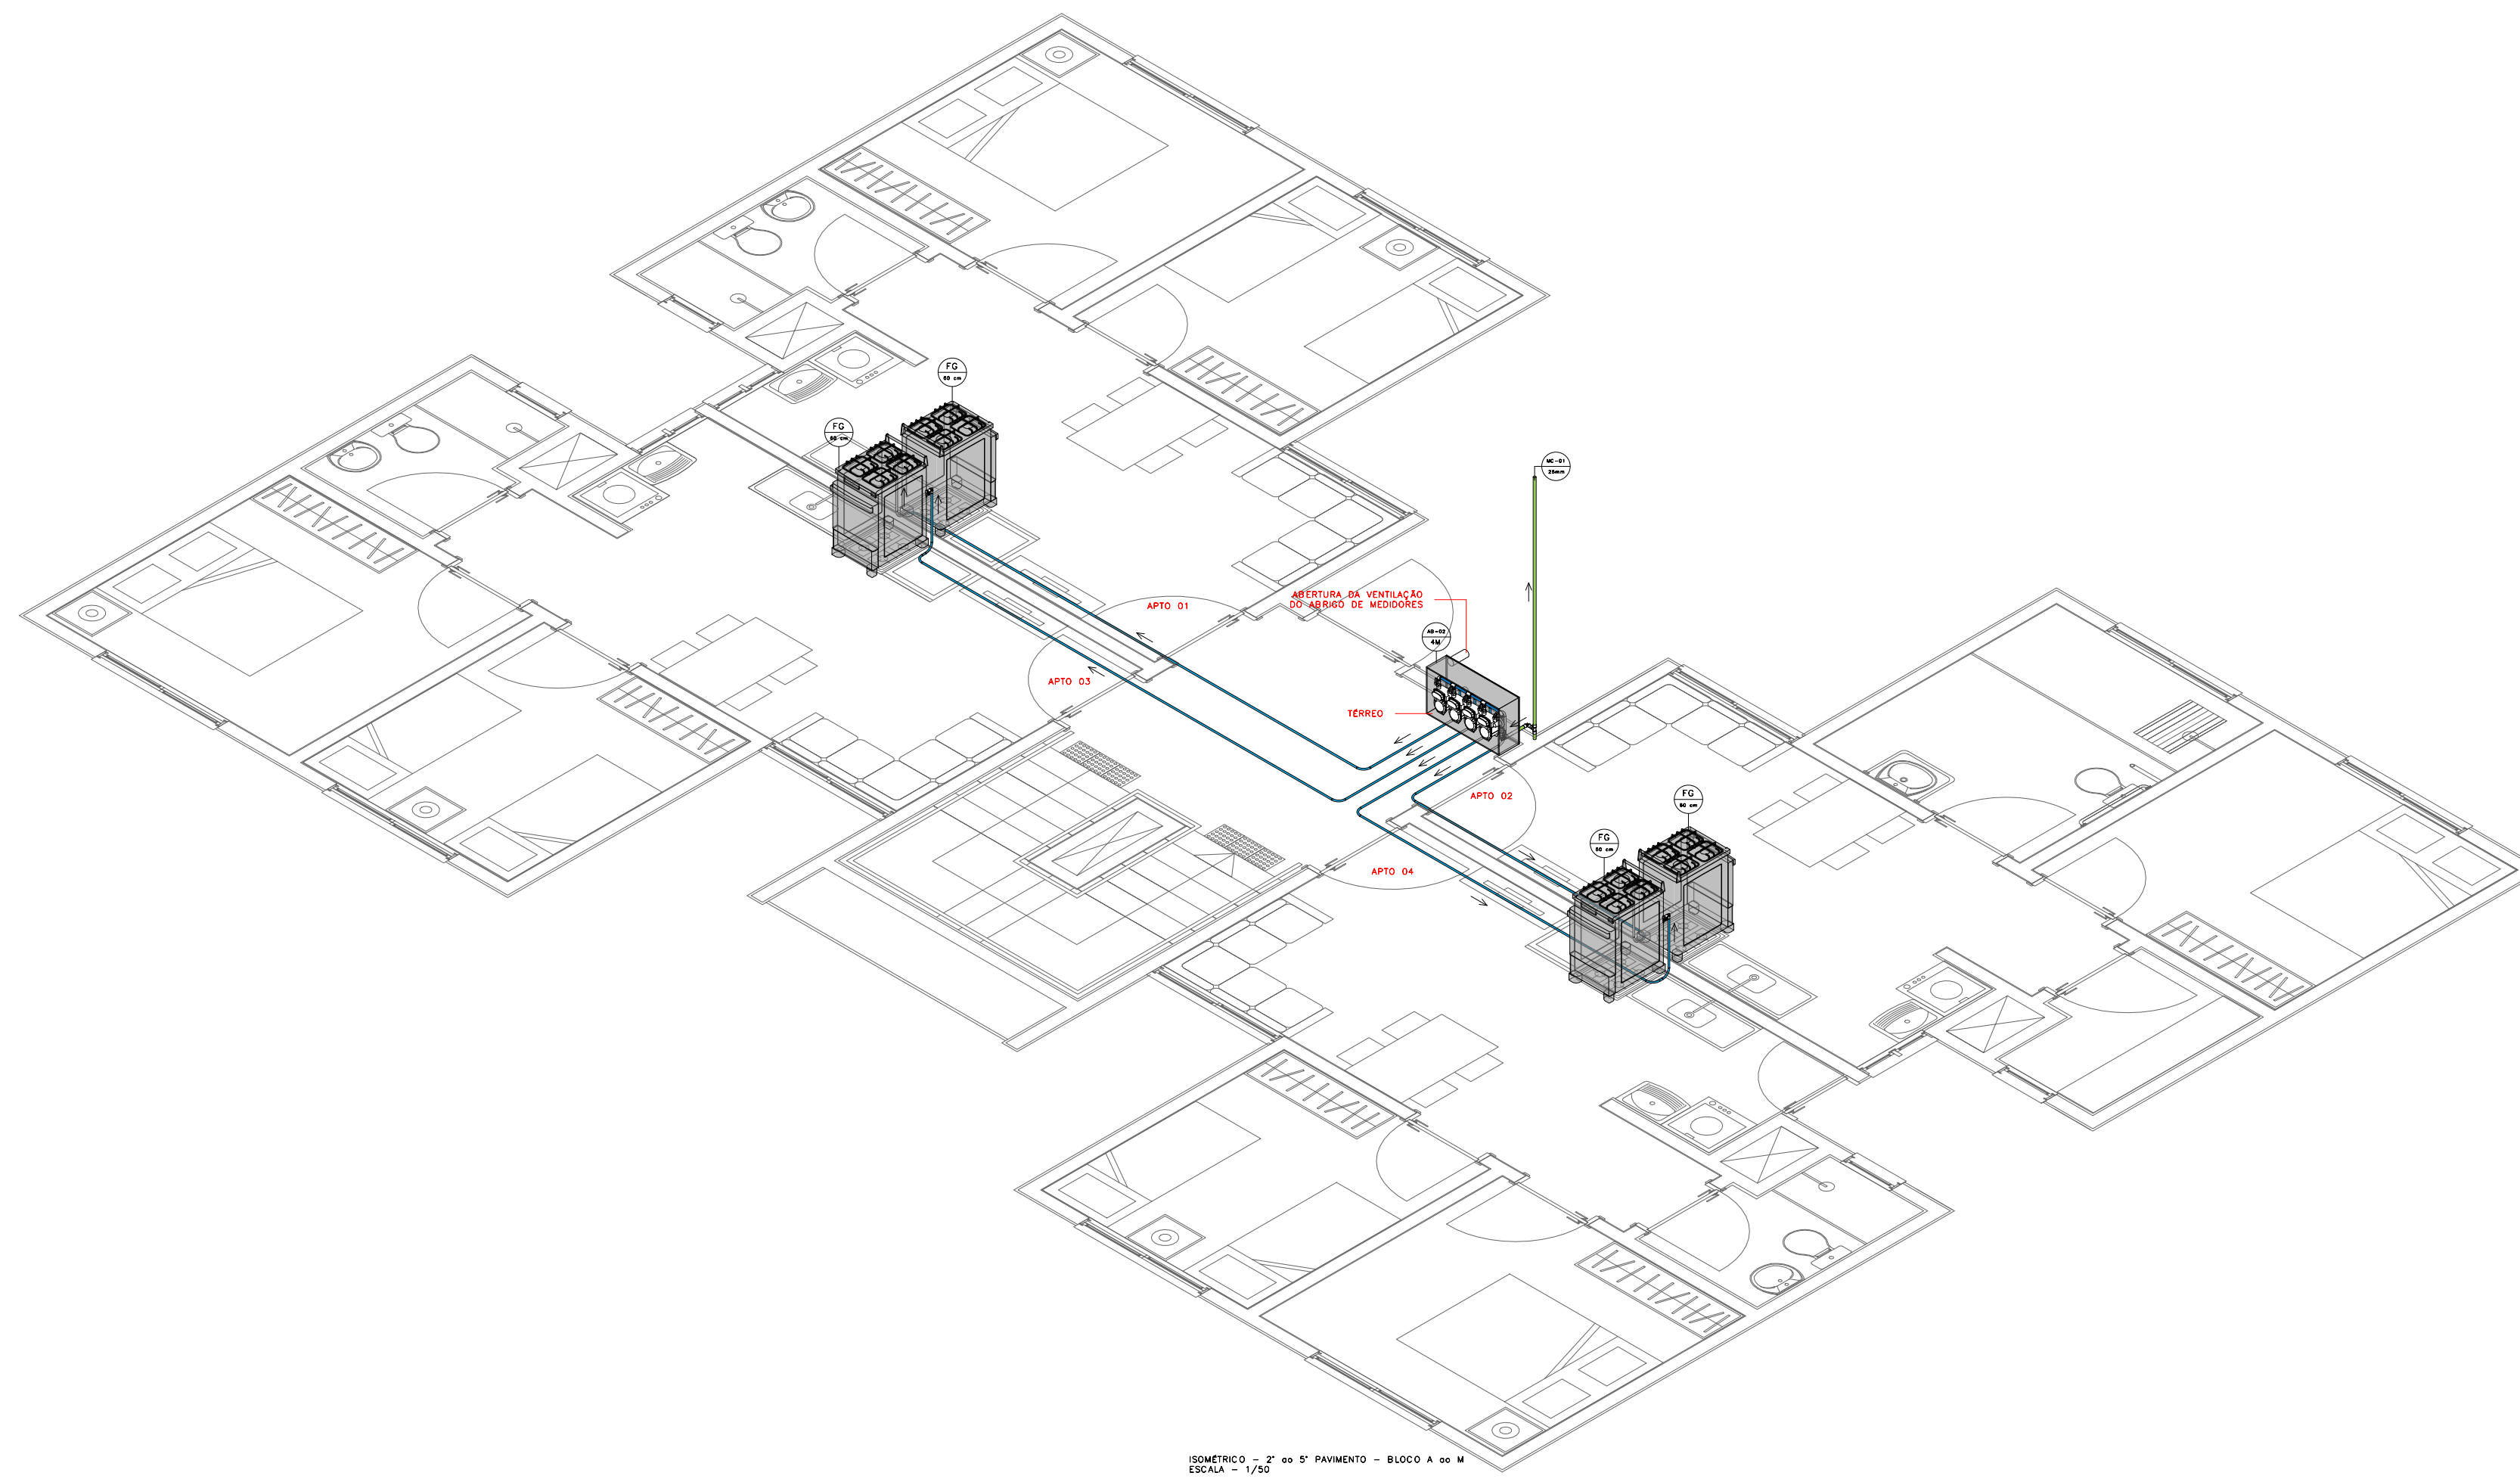 FG
60 cm
FG
60 cm
MC-01
25mm
ABERTURA DA VENTILAÇÃO
DO ABRIGO DE MEDIDORES
APTO 01
AB-02
4M
APTO 03
TÉRREO
APTO 02
FG
60 cm
FG
60 cm
APTO 04
ISOMÉTRICO - 2° ao 5° PAVIMENTO - BLOCO A ao M
ESCALA - 1/50